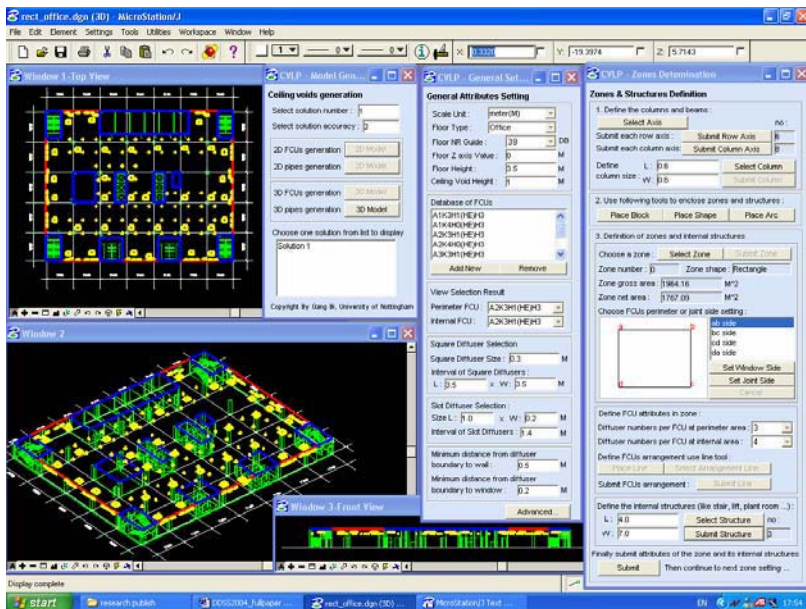 rect_office.dgn (3D) - MicroStation/J
File Edit Element Settings Tools Utilities Workspace Window Help
1 0 0 X: 0.3320 Y: -19.3974 Z: 5.7143
Window 1-Top View
CVLP - Model Gen...
Ceiling voids generation
Select solution number : 1
Select solution accuracy : 3
2D FCUs generation 2D Model
2D pipes generation 2D Model
3D FCUs generation 3D Model
3D pipes generation 3D Model
Choose one solution from list to display
Solution 1
Copyright By Gang Bi, University of Nottingham
CVLP - General Set...
General Attributes Setting
Scale Unit : meter(M)
Floor Type : Office
Floor NR Guide : 39 DB
Floor Z axis Value : 0 M
Floor Height : 3.5 M
Ceiling Void Height : 1 M
Database of FCUs
A1K3H1(HE)H3
A1K4H0(HE)H3
A2K3H1(HE)H3
A2K4H0(HE)H3
A3K3H1(HE)H3
Add New Remove
View Selection Result
Perimeter FCU : A2K3H1(HE)H3
Internal FCU : A2K3H1(HE)H3
Square Diffuser Selection
Square Diffuser Size : 0.3 M
Interval of Square Diffusers :
L : 3.5 x W : 3.5 M
Slot Diffuser Selection :
Size L : 1.0 x W : 0.2 M
Interval of Slot Diffusers : 1.4 M
Minimum distance from diffuser
boundary to wall : 0.5 M
Minimum distance from diffuser
boundary to window : 0.2 M
Advanced...
CVLP - Zones Detemination
Zones & Structures Definition
1. Define the columns and beams :
Select Axis no :
Submit each row axis : Submit Row Axis 6
Submit each column axis: Submit Column Axis
Define L : 0.6 Select Column
column size : W : 0.6 Submit Column
2. Use following tools to enclose zones and structures :
Place Block Place Shape Place Arc
3. Definition of zones and internal structures
Choose a zone : Select Zone Submit Zone
Zone number : 0 Zone shape : Rectangle
Zone gross area : 1964.16 M^2
Zone net area : 1767.09 M^2
Choose FCUs perimeter or joint side setting :
ab side
bc side
cd side
da side
Set Window Side
Set Joint Side
Cancel
Define FCU attributes in zone :
Diffuser numbers per FCU at perimeter area : 3
Diffuser numbers per FCU at internal area : 4
Define FCUs arrangement use line tool :
Place Line Select Arrangement Line
Submit FCUs arrangement : Submit Line
Define the internal structures (like stair, lift, plant room ...) :
L : 4.0 Select Structure no :
W : 7.0 Submit Structure
Finally submit attributes of the zone and its internal structures
Submit Then continue to next zone setting ...
Window 2
Window 3-Front View
Display complete
start research publish DDSS2004_fullpaper ... rect_office.dgn (3D) ... MicroStation/J Text ... EN 17:54